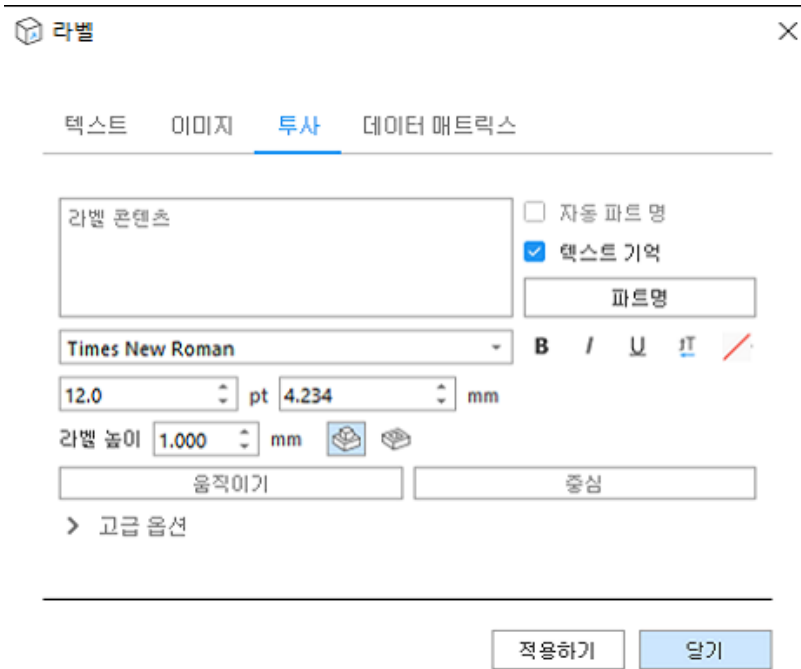 라벨
텍스트 이미지 투사 데이터 매트릭스
라벨 콘텐츠
자동 파트 명
텍스트 기억
파트명
Times New Roman B I U
12.0 pt 4.234 mm
라벨 높이 1.000 mm
움직이기 중심
고급 옵션
적용하기 닫기